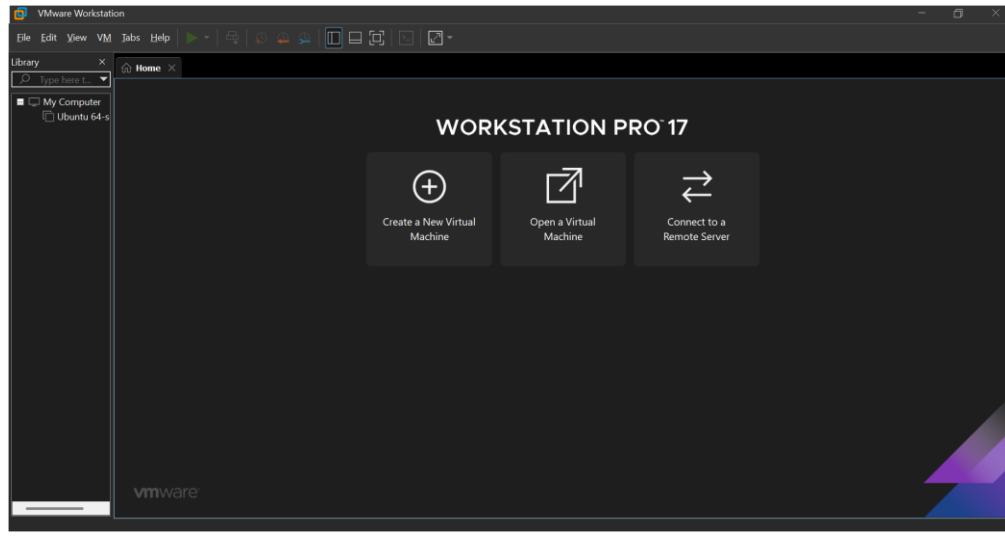 VMware Workstation
File Edit View VM Tabs Help
Library
Home
Type here t...
My Computer
Ubuntu 64-s
WORKSTATION PRO™ 17
Create a New Virtual
Machine
Open a Virtual
Machine
Connect to a
Remote Server
vmware